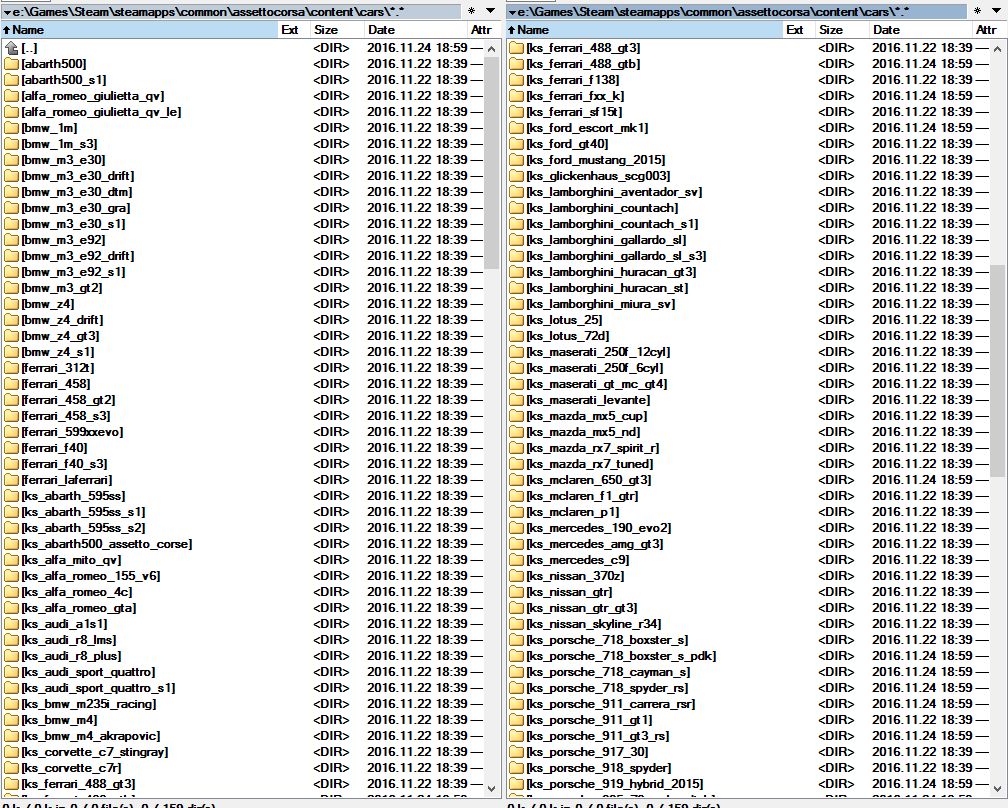 e:\Games\Steam\steamapps\common\assettocorsa\content\cars\*.*
Name Ext Size Date Attr
[..] <DIR> 2016.11.24 18:59 —
[abarth500] <DIR> 2016.11.22 18:39 —
[abarth500_s1] <DIR> 2016.11.22 18:39 —
[alfa_romeo_giulietta_qv] <DIR> 2016.11.22 18:39 —
[alfa_romeo_giulietta_qv_le] <DIR> 2016.11.22 18:39 —
[bmw_1m] <DIR> 2016.11.22 18:39 —
[bmw_1m_s3] <DIR> 2016.11.22 18:39 —
[bmw_m3_e30] <DIR> 2016.11.22 18:39 —
[bmw_m3_e30_drift] <DIR> 2016.11.22 18:39 —
[bmw_m3_e30_dtm] <DIR> 2016.11.22 18:39 —
[bmw_m3_e30_gra] <DIR> 2016.11.22 18:39 —
[bmw_m3_e30_s1] <DIR> 2016.11.22 18:39 —
[bmw_m3_e92] <DIR> 2016.11.22 18:39 —
[bmw_m3_e92_drift] <DIR> 2016.11.22 18:39 —
[bmw_m3_e92_s1] <DIR> 2016.11.22 18:39 —
[bmw_m3_gt2] <DIR> 2016.11.22 18:39 —
[bmw_z4] <DIR> 2016.11.22 18:39 —
[bmw_z4_drift] <DIR> 2016.11.22 18:39 —
[bmw_z4_gt3] <DIR> 2016.11.22 18:39 —
[bmw_z4_s1] <DIR> 2016.11.22 18:39 —
[ferrari_312t] <DIR> 2016.11.22 18:39 —
[ferrari_458] <DIR> 2016.11.22 18:39 —
[ferrari_458_gt2] <DIR> 2016.11.22 18:39 —
[ferrari_458_s3] <DIR> 2016.11.22 18:39 —
[ferrari_599xxevo] <DIR> 2016.11.22 18:39 —
[ferrari_f40] <DIR> 2016.11.22 18:39 —
[ferrari_f40_s3] <DIR> 2016.11.22 18:39 —
[ferrari_laferrari] <DIR> 2016.11.22 18:39 —
[ks_abarth_595ss] <DIR> 2016.11.22 18:39 —
[ks_abarth_595ss_s1] <DIR> 2016.11.22 18:39 —
[ks_abarth_595ss_s2] <DIR> 2016.11.22 18:39 —
[ks_abarth500_assetto_corse] <DIR> 2016.11.22 18:39 —
[ks_alfa_mito_qv] <DIR> 2016.11.22 18:39 —
[ks_alfa_romeo_155_v6] <DIR> 2016.11.22 18:39 —
[ks_alfa_romeo_4c] <DIR> 2016.11.22 18:39 —
[ks_alfa_romeo_gta] <DIR> 2016.11.22 18:39 —
[ks_audi_a1s1] <DIR> 2016.11.22 18:39 —
[ks_audi_r8_lms] <DIR> 2016.11.22 18:39 —
[ks_audi_r8_plus] <DIR> 2016.11.22 18:39 —
[ks_audi_sport_quattro] <DIR> 2016.11.22 18:39 —
[ks_audi_sport_quattro_s1] <DIR> 2016.11.22 18:39 —
[ks_bmw_m235i_racing] <DIR> 2016.11.22 18:39 —
[ks_bmw_m4] <DIR> 2016.11.22 18:39 —
[ks_bmw_m4_akrapovic] <DIR> 2016.11.22 18:39 —
[ks_corvette_c7_stingray] <DIR> 2016.11.22 18:39 —
[ks_corvette_c7r] <DIR> 2016.11.22 18:39 —
[ks_ferrari_488_gt3] <DIR> 2016.11.22 18:39 —
e:\Games\Steam\steamapps\common\assettocorsa\content\cars\*.*
Name Ext Size Date Attr
[ks_ferrari_488_gt3] <DIR> 2016.11.22 18:39 —
[ks_ferrari_488_gtb] <DIR> 2016.11.24 18:59 —
[ks_ferrari_f138] <DIR> 2016.11.22 18:39 —
[ks_ferrari_fxx_k] <DIR> 2016.11.24 18:59 —
[ks_ferrari_sf15t] <DIR> 2016.11.22 18:39 —
[ks_ford_escort_mk1] <DIR> 2016.11.24 18:59 —
[ks_ford_gt40] <DIR> 2016.11.22 18:39 —
[ks_ford_mustang_2015] <DIR> 2016.11.22 18:39 —
[ks_glickenhaus_scg003] <DIR> 2016.11.22 18:39 —
[ks_lamborghini_aventador_sv] <DIR> 2016.11.22 18:39 —
[ks_lamborghini_countach] <DIR> 2016.11.22 18:39 —
[ks_lamborghini_countach_s1] <DIR> 2016.11.22 18:39 —
[ks_lamborghini_gallardo_sl] <DIR> 2016.11.22 18:39 —
[ks_lamborghini_gallardo_sl_s3] <DIR> 2016.11.22 18:39 —
[ks_lamborghini_huracan_gt3] <DIR> 2016.11.22 18:39 —
[ks_lamborghini_huracan_st] <DIR> 2016.11.22 18:39 —
[ks_lamborghini_miura_sv] <DIR> 2016.11.22 18:39 —
[ks_lotus_25] <DIR> 2016.11.22 18:39 —
[ks_lotus_72d] <DIR> 2016.11.22 18:39 —
[ks_maserati_250f_12cyl] <DIR> 2016.11.22 18:39 —
[ks_maserati_250f_6cyl] <DIR> 2016.11.22 18:39 —
[ks_maserati_gt_mc_gt4] <DIR> 2016.11.22 18:39 —
[ks_maserati_levante] <DIR> 2016.11.22 18:39 —
[ks_mazda_mx5_cup] <DIR> 2016.11.22 18:39 —
[ks_mazda_mx5_nd] <DIR> 2016.11.22 18:39 —
[ks_mazda_rx7_spirit_r] <DIR> 2016.11.22 18:39 —
[ks_mazda_rx7_tuned] <DIR> 2016.11.22 18:39 —
[ks_mclaren_650_gt3] <DIR> 2016.11.24 18:59 —
[ks_mclaren_f1_gtr] <DIR> 2016.11.22 18:39 —
[ks_mclaren_p1] <DIR> 2016.11.22 18:39 —
[ks_mercedes_190_evo2] <DIR> 2016.11.22 18:39 —
[ks_mercedes_amg_gt3] <DIR> 2016.11.22 18:39 —
[ks_mercedes_c9] <DIR> 2016.11.22 18:39 —
[ks_nissan_370z] <DIR> 2016.11.22 18:39 —
[ks_nissan_gtr] <DIR> 2016.11.22 18:39 —
[ks_nissan_gtr_gt3] <DIR> 2016.11.22 18:39 —
[ks_nissan_skyline_r34] <DIR> 2016.11.22 18:39 —
[ks_porsche_718_boxster_s] <DIR> 2016.11.24 18:59 —
[ks_porsche_718_boxster_s_pdk] <DIR> 2016.11.24 18:59 —
[ks_porsche_718_cayman_s] <DIR> 2016.11.24 18:59 —
[ks_porsche_718_spyder_rs] <DIR> 2016.11.24 18:59 —
[ks_porsche_911_carrera_rsr] <DIR> 2016.11.24 18:59 —
[ks_porsche_911_gt1] <DIR> 2016.11.22 18:39 —
[ks_porsche_911_gt3_rs] <DIR> 2016.11.24 18:59 —
[ks_porsche_917_30] <DIR> 2016.11.22 18:39 —
[ks_porsche_918_spyder] <DIR> 2016.11.22 18:39 —
[ks_porsche_919_hybrid_2015] <DIR> 2016.11.24 18:59 —